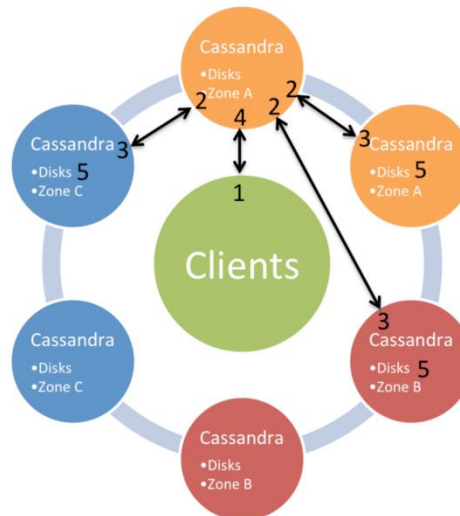 Cassandra
•Disks
•Zone A
2
2
2
4
Cassandra
•Disks 5
•Zone C
3
Cassandra
•Disks 5
•Zone A
3
1
Clients
Cassandra
•Disks
•Zone C
3
Cassandra
•Disks 5
•Zone B
Cassandra
•Disks
•Zone B